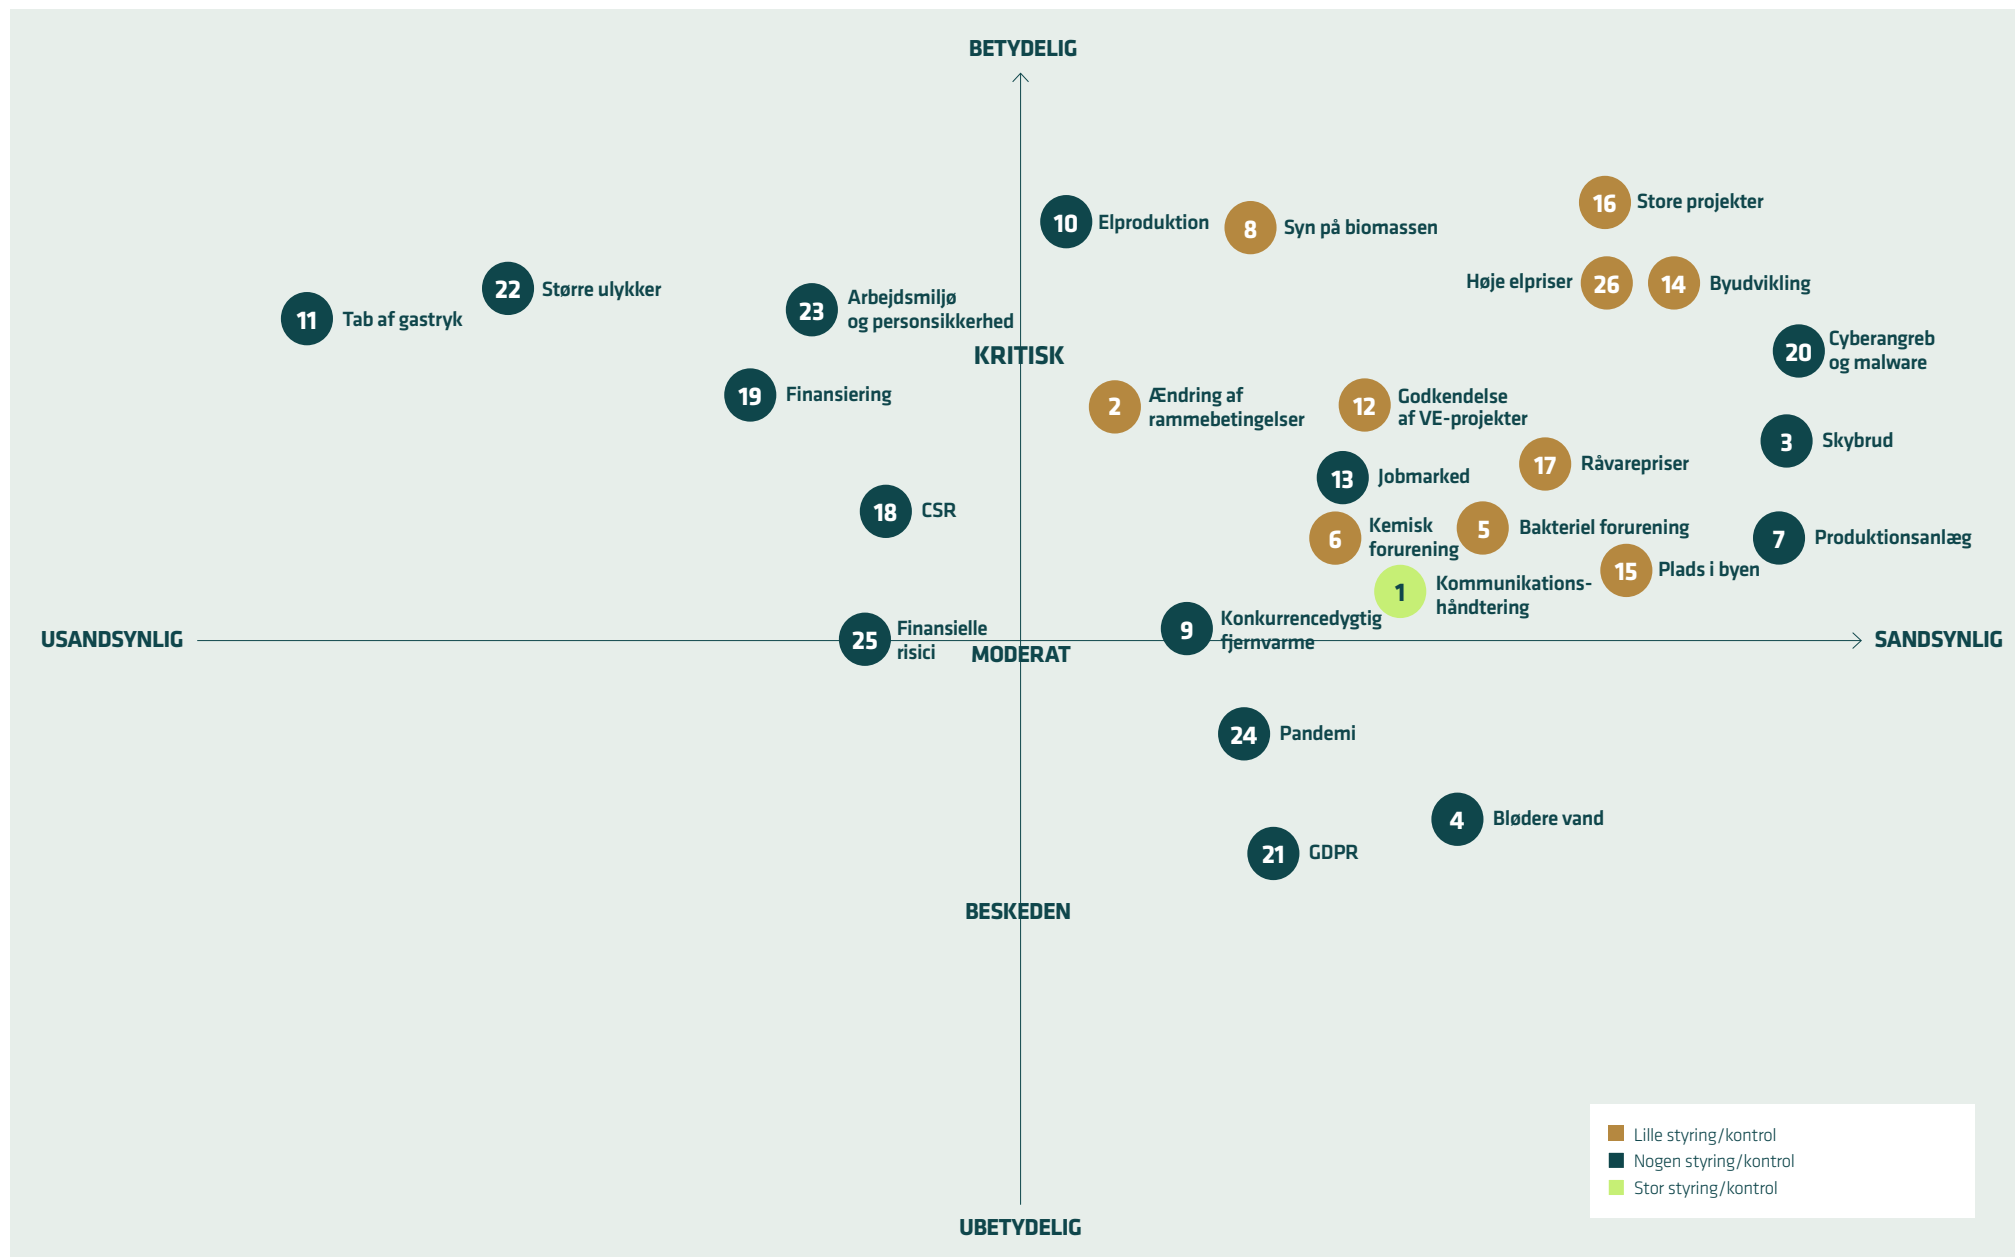 BETYDELIG
16 Store projekter
10 Elproduktion
8 Syn på biomassen
Høje elpriser 26
14 Byudvikling
22 Større ulykker
11 Tab af gastryk
23 Arbejdsmiljø
og personsikkerhed
20 Cyberangreb
og malware
KRITISK
19 Finansiering
2 Ændring af
rammebetingelser
12 Godkendelse
af VE-projekter
3 Skybrud
17 Råvarepriser
13 Jobmarked
18 CSR
6 Kemisk
forurening
5 Bakteriel forurening
7 Produktionsanlæg
15 Plads i byen
1 Kommunikations-
håndtering
9 Konkurrencedygtig
fjernvarme
25 Finansielle
risici
USANDSYNLIG
MODERAT
SANDSYNLIG
24 Pandemi
4 Blødere vand
21 GDPR
BESKEDEN
UBETYDELIG
Lille styring/kontrol
Nogen styring/kontrol
Stor styring/kontrol